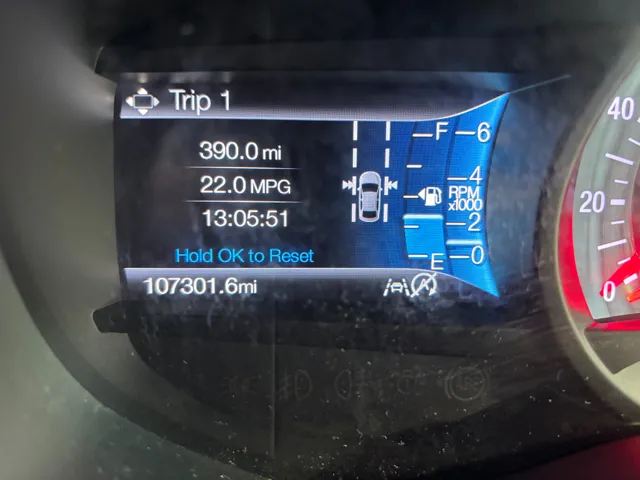 Trip 1
390.0 mi
22.0 MPG
13:05:51
Hold OK to Reset
107301.6mi
F
E
6
4
RPM
x1000
2
0
40
20
0